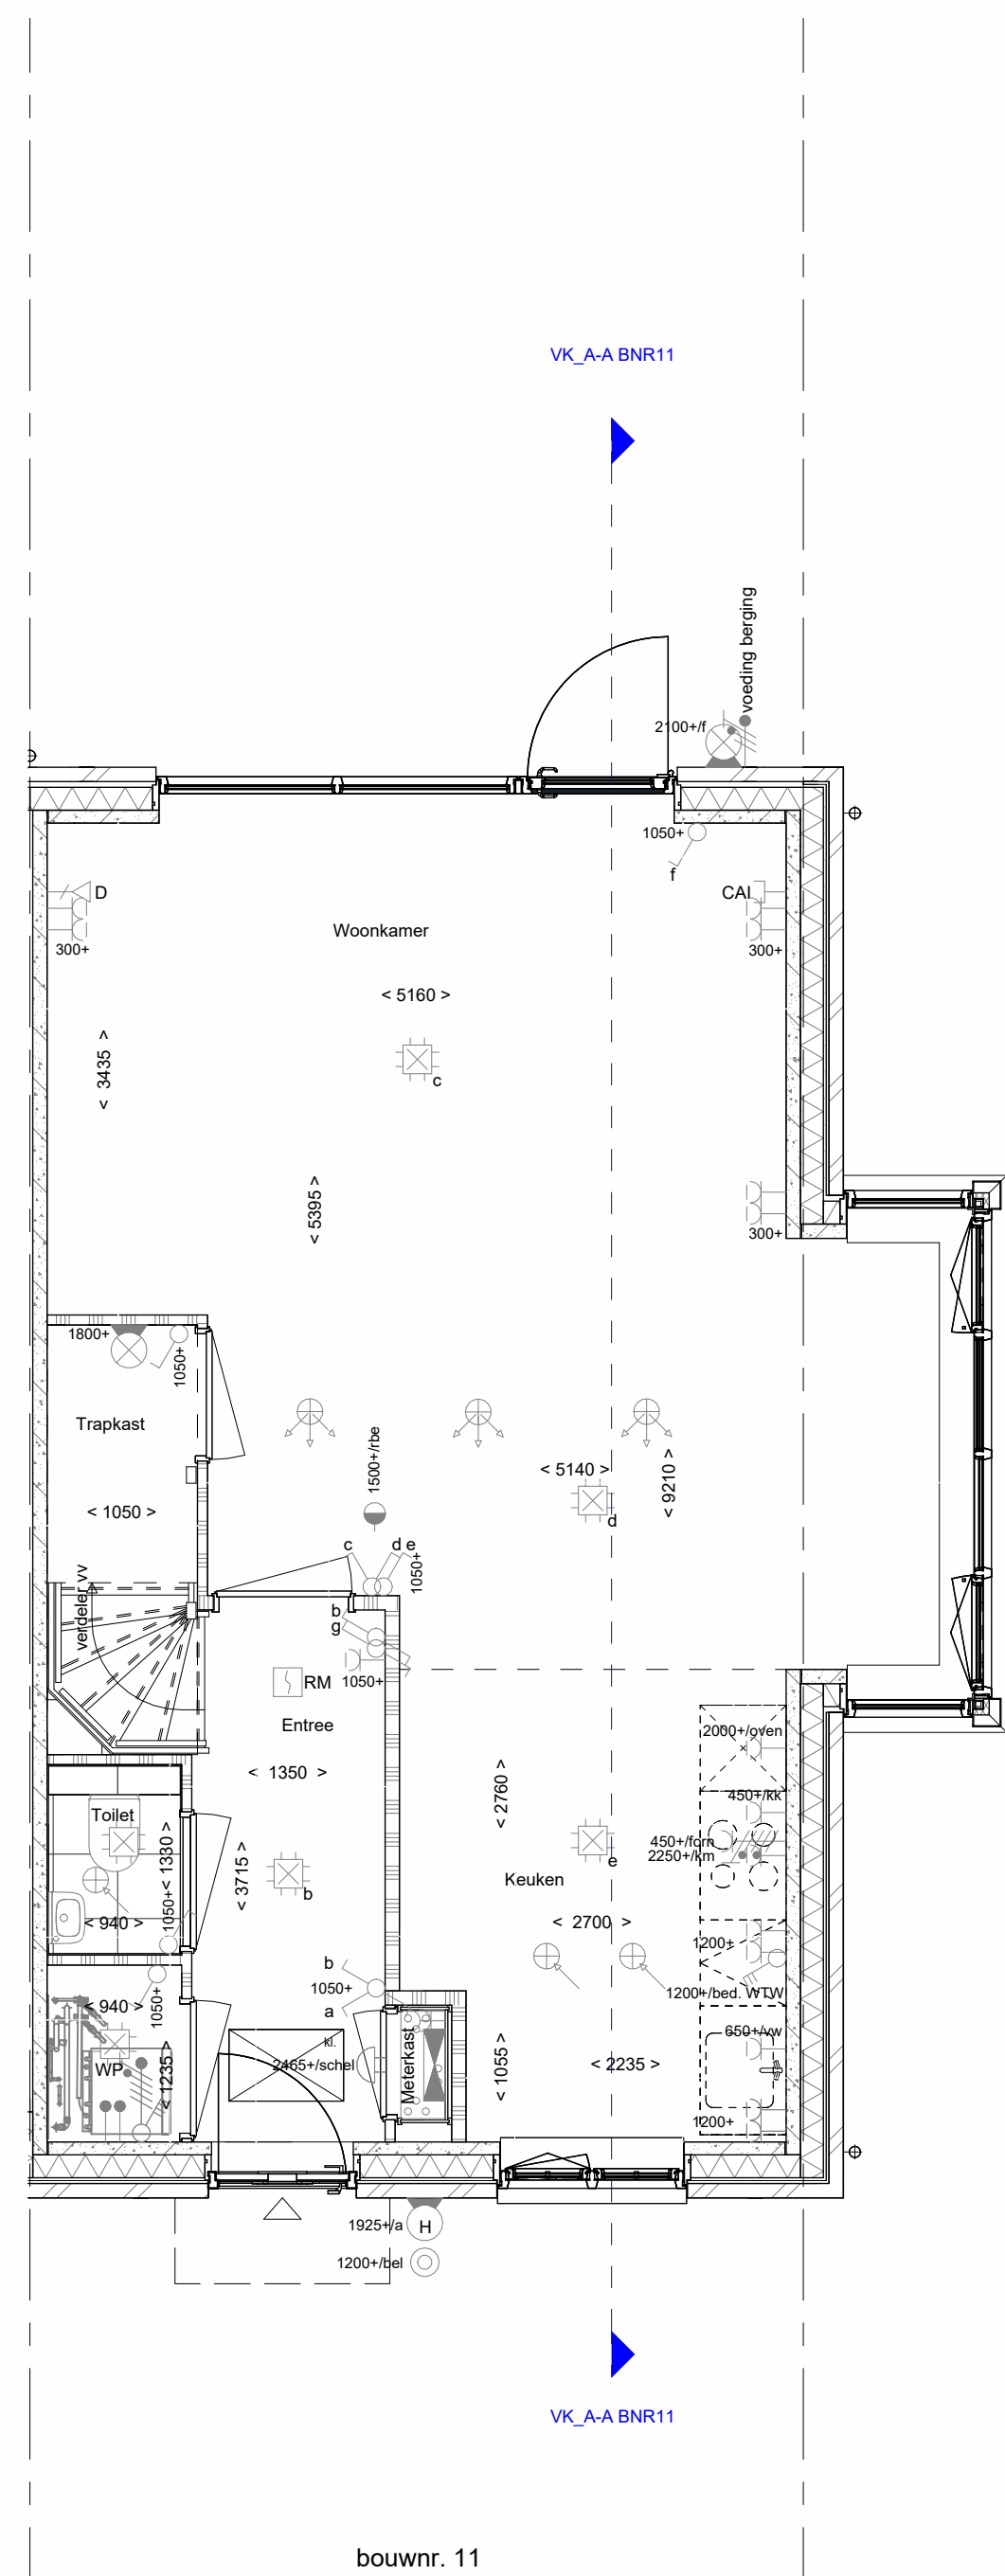 VK_A-A BNR11
voeding berging
2100+/f
1050+
f
D
CAI
300+
300+
Woonkamer
< 5160 >
< 3435 >
c
< 5395 >
300+
1800+
1050+
Trapkast
1500+/rbe
< 5140 >
< 9210 >
< 1050 >
d
c
d e
1050+
verdeler vv
b
g
1050+
RM
Entree
2000+/oven
< 1350 >
< 2760 >
450+/kk
Toilet
< 1330 >
450+/forn
2250+/km
e
< 3715 >
Keuken
b
1050+
< 940 >
< 2700 >
1200+
b
1050+
1200+/bed. WTW
< 940 >
1050+
a
650+/vw
kl.
2465+/schel
Meterkast
< 1055 >
< 2235 >
WP
< 1235 >
1200+
1925+/a
H
1200+/bel
VK_A-A BNR11
bouwnr. 11